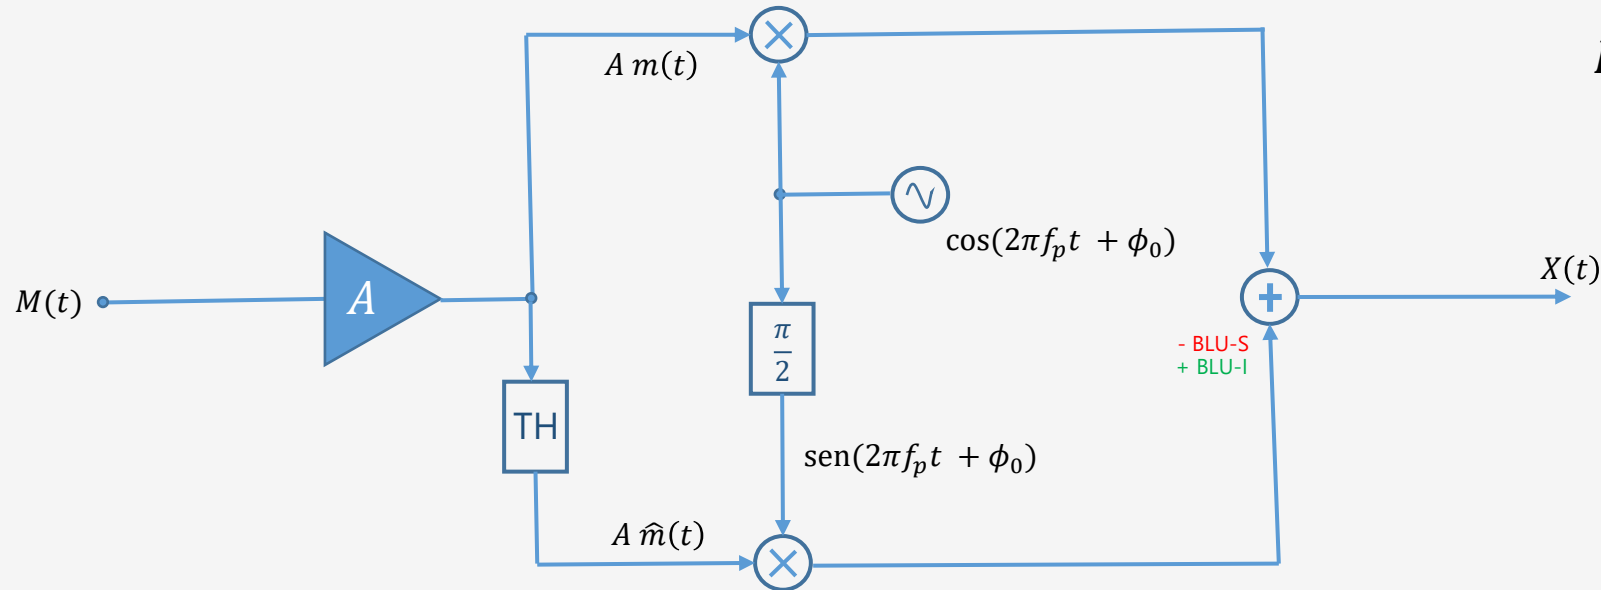 A m(t)
cos(2πf_p t + ϕ_0)
M(t)
A
X(t)
+
- BLU-S
+ BLU-I
π
2
TH
sen(2πf_p t + ϕ_0)
A m̂(t)